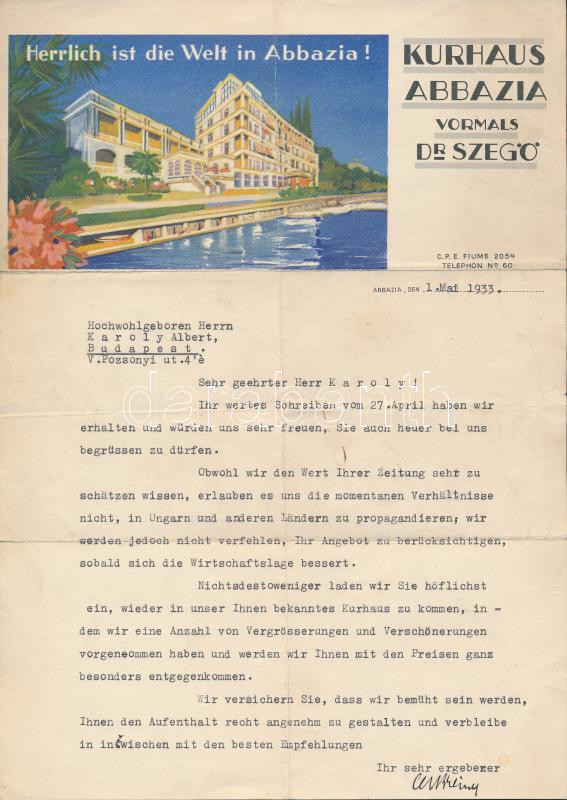 Herrlich ist die Welt in Abbazia !
KURHAUS
ABBAZIA
VORMALS
DR SZEGŐ
C.P.E. FIUME 2054
TELEPHON No 60
ABBAZIA, DEN 1.Mai 1933.
Hochwohlgeboren Herrn
K a r o l y Albert,
B u d a p e s t .
V.Pozsonyi ut.4'è
Sehr geehrter Herr K a r o l y !
Ihr wertes Schreiben vom 27.April haben wir
erhalten und würden uns sehr freuen, Sie auch heuer bei uns
begrüssen zu dürfen.
Obwohl wir den Wert Ihrer Zeitung sehr zu
schätzen wissen, erlauben es uns die momentanen Verhältnisse
nicht, in Ungarn und anderen Ländern zu propagandieren; wir
werden jedoch nicht verfehlen, Ihr Angebot zu berücksichtigen,
sobald sich die Wirtschaftslage bessert.
Nichtsdestoweniger laden wir Sie höflichst
ein, wieder in unser Ihnen bekanntes Kurhaus zu kommen, in -
dem wir eine Anzahl von Vergrösserungen und Verschönerungen
vorgeneommen haben und werden wir Ihnen mit den Preisen ganz
besonders entgegenkommen.
Wir versichern Sie, dass wir bemüht sein werden,
Ihnen den Aufenthalt recht angenehm zu gestalten und verbleibe
in inzwischen mit den besten Empfehlungen
Ihr sehr ergebener
darabanth